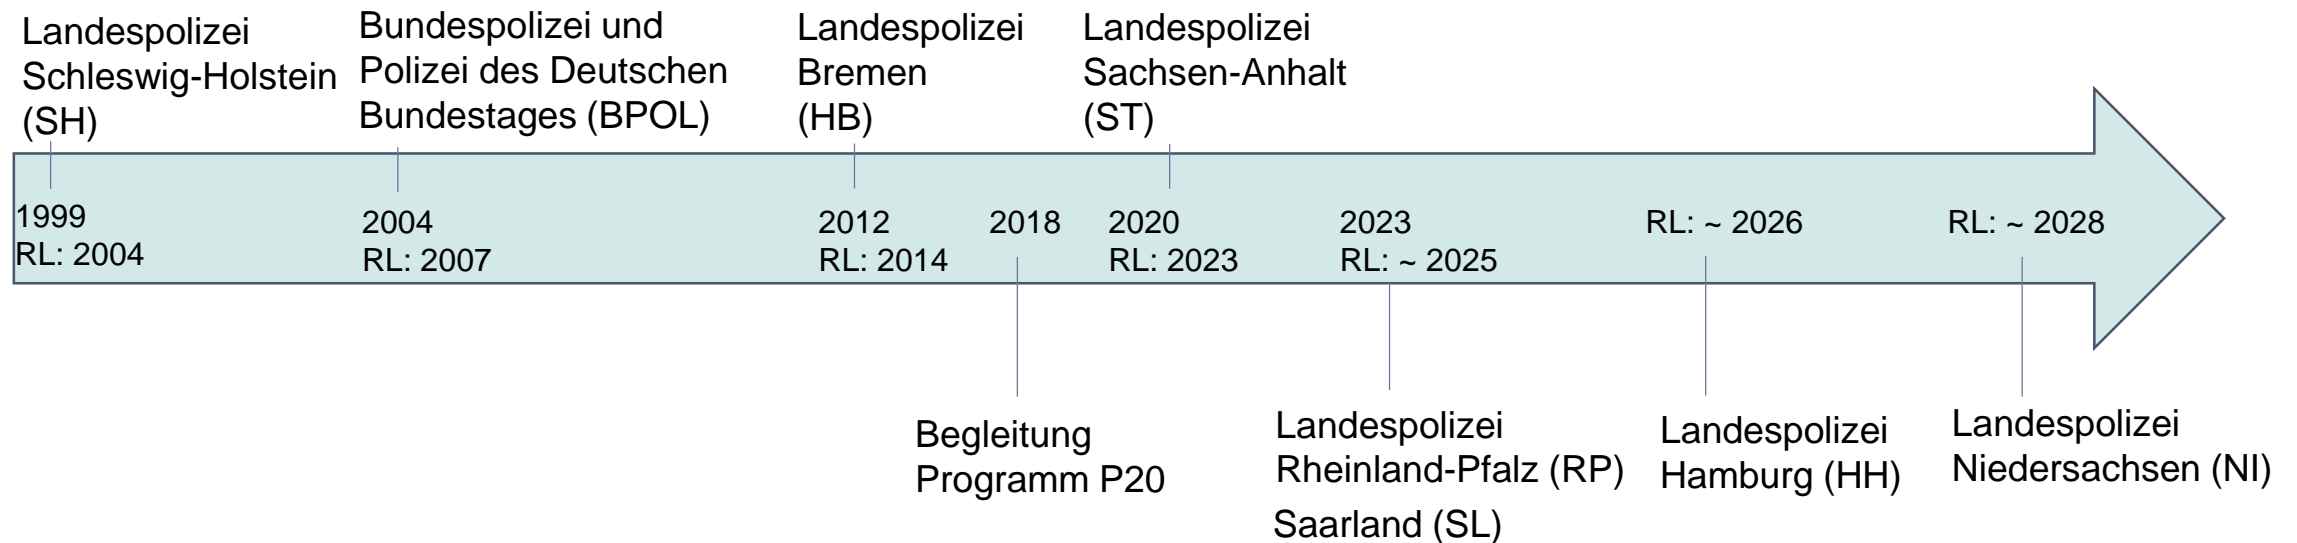 Landespolizei
Schleswig-Holstein
(SH)
Bundespolizei und
Polizei des Deutschen
Bundestages (BPOL)
Landespolizei
Bremen
(HB)
Landespolizei
Sachsen-Anhalt
(ST)
1999
RL: 2004
2004
RL: 2007
2012
RL: 2014
2018
2020
RL: 2023
2023
RL: ~ 2025
RL: ~ 2026
RL: ~ 2028
Begleitung
Programm P20
Landespolizei
Rheinland-Pfalz (RP)
Saarland (SL)
Landespolizei
Hamburg (HH)
Landespolizei
Niedersachsen (NI)